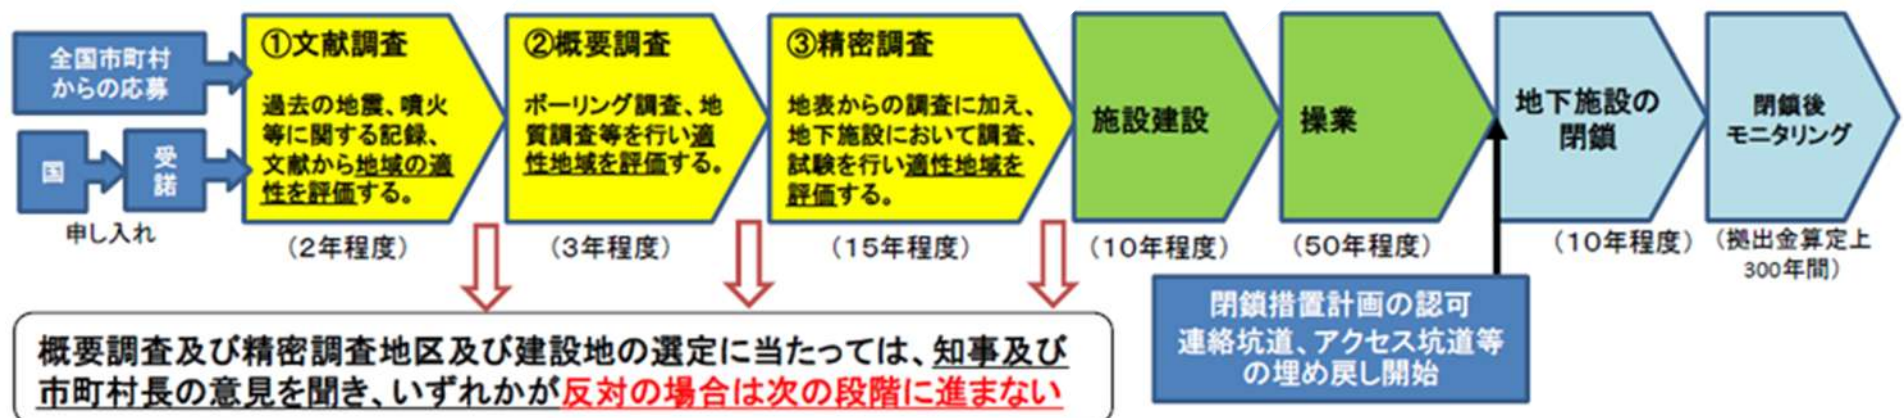 全国市町村
からの応募
国
受
諾
申し入れ
①文献調査
過去の地震、噴火
等に関する記録、
文献から地域の適
性を評価する。
（2年程度）
②概要調査
ボーリング調査、地
質調査等を行い適
性地域を評価する。
（3年程度）
③精密調査
地表からの調査に加え、
地下施設において調査、
試験を行い適性地域を
評価する。
（15年程度）
施設建設
（10年程度）
操業
（50年程度）
地下施設の
閉鎖
（10年程度）
閉鎖後
モニタリング
（拠出金算定上
300年間）
概要調査及び精密調査地区及び建設地の選定に当たっては、知事及び
市町村長の意見を聞き、いずれかが反対の場合は次の段階に進まない
閉鎖措置計画の認可
連絡坑道、アクセス坑道等
の埋め戻し開始